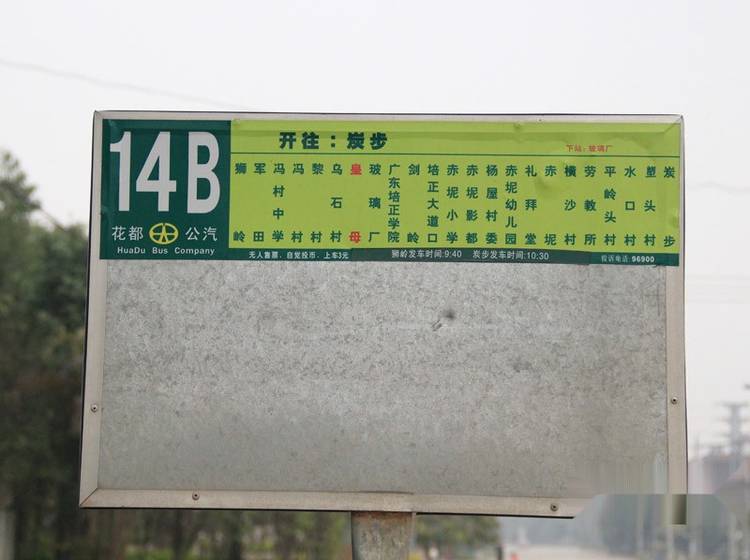 14B
花都 公汽
HuaDu Bus Company
开往：炭步
下站：玻璃厂
狮岭
军田
冯村中学
冯村
黎村
乌石村
皇母
玻璃厂
广东培正学院
剑岭
培正大道口
赤坭小学
赤坭影都
杨屋村委
赤坭幼儿园
礼拜堂
赤坭
横沙村
劳教所
平岭头村
水口村
塱头村
炭步
无人售票、自觉投币、上车3元
狮岭发车时间:9:40 炭步发车时间:10:30
投诉电话 96900